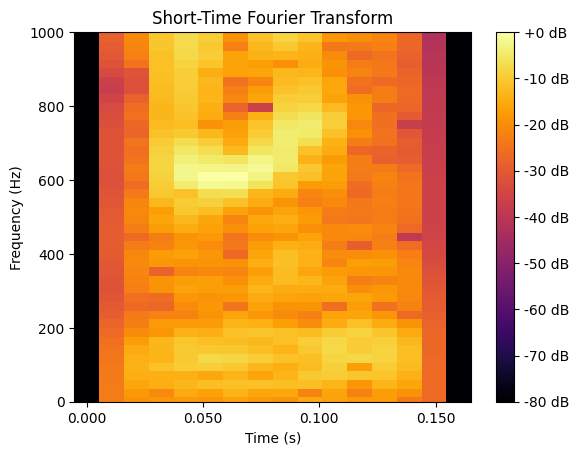 Short-Time Fourier Transform
1000
800
600
400
200
0
Frequency (Hz)
0.000
0.050
0.100
0.150
Time (s)
+0 dB
-10 dB
-20 dB
-30 dB
-40 dB
-50 dB
-60 dB
-70 dB
-80 dB